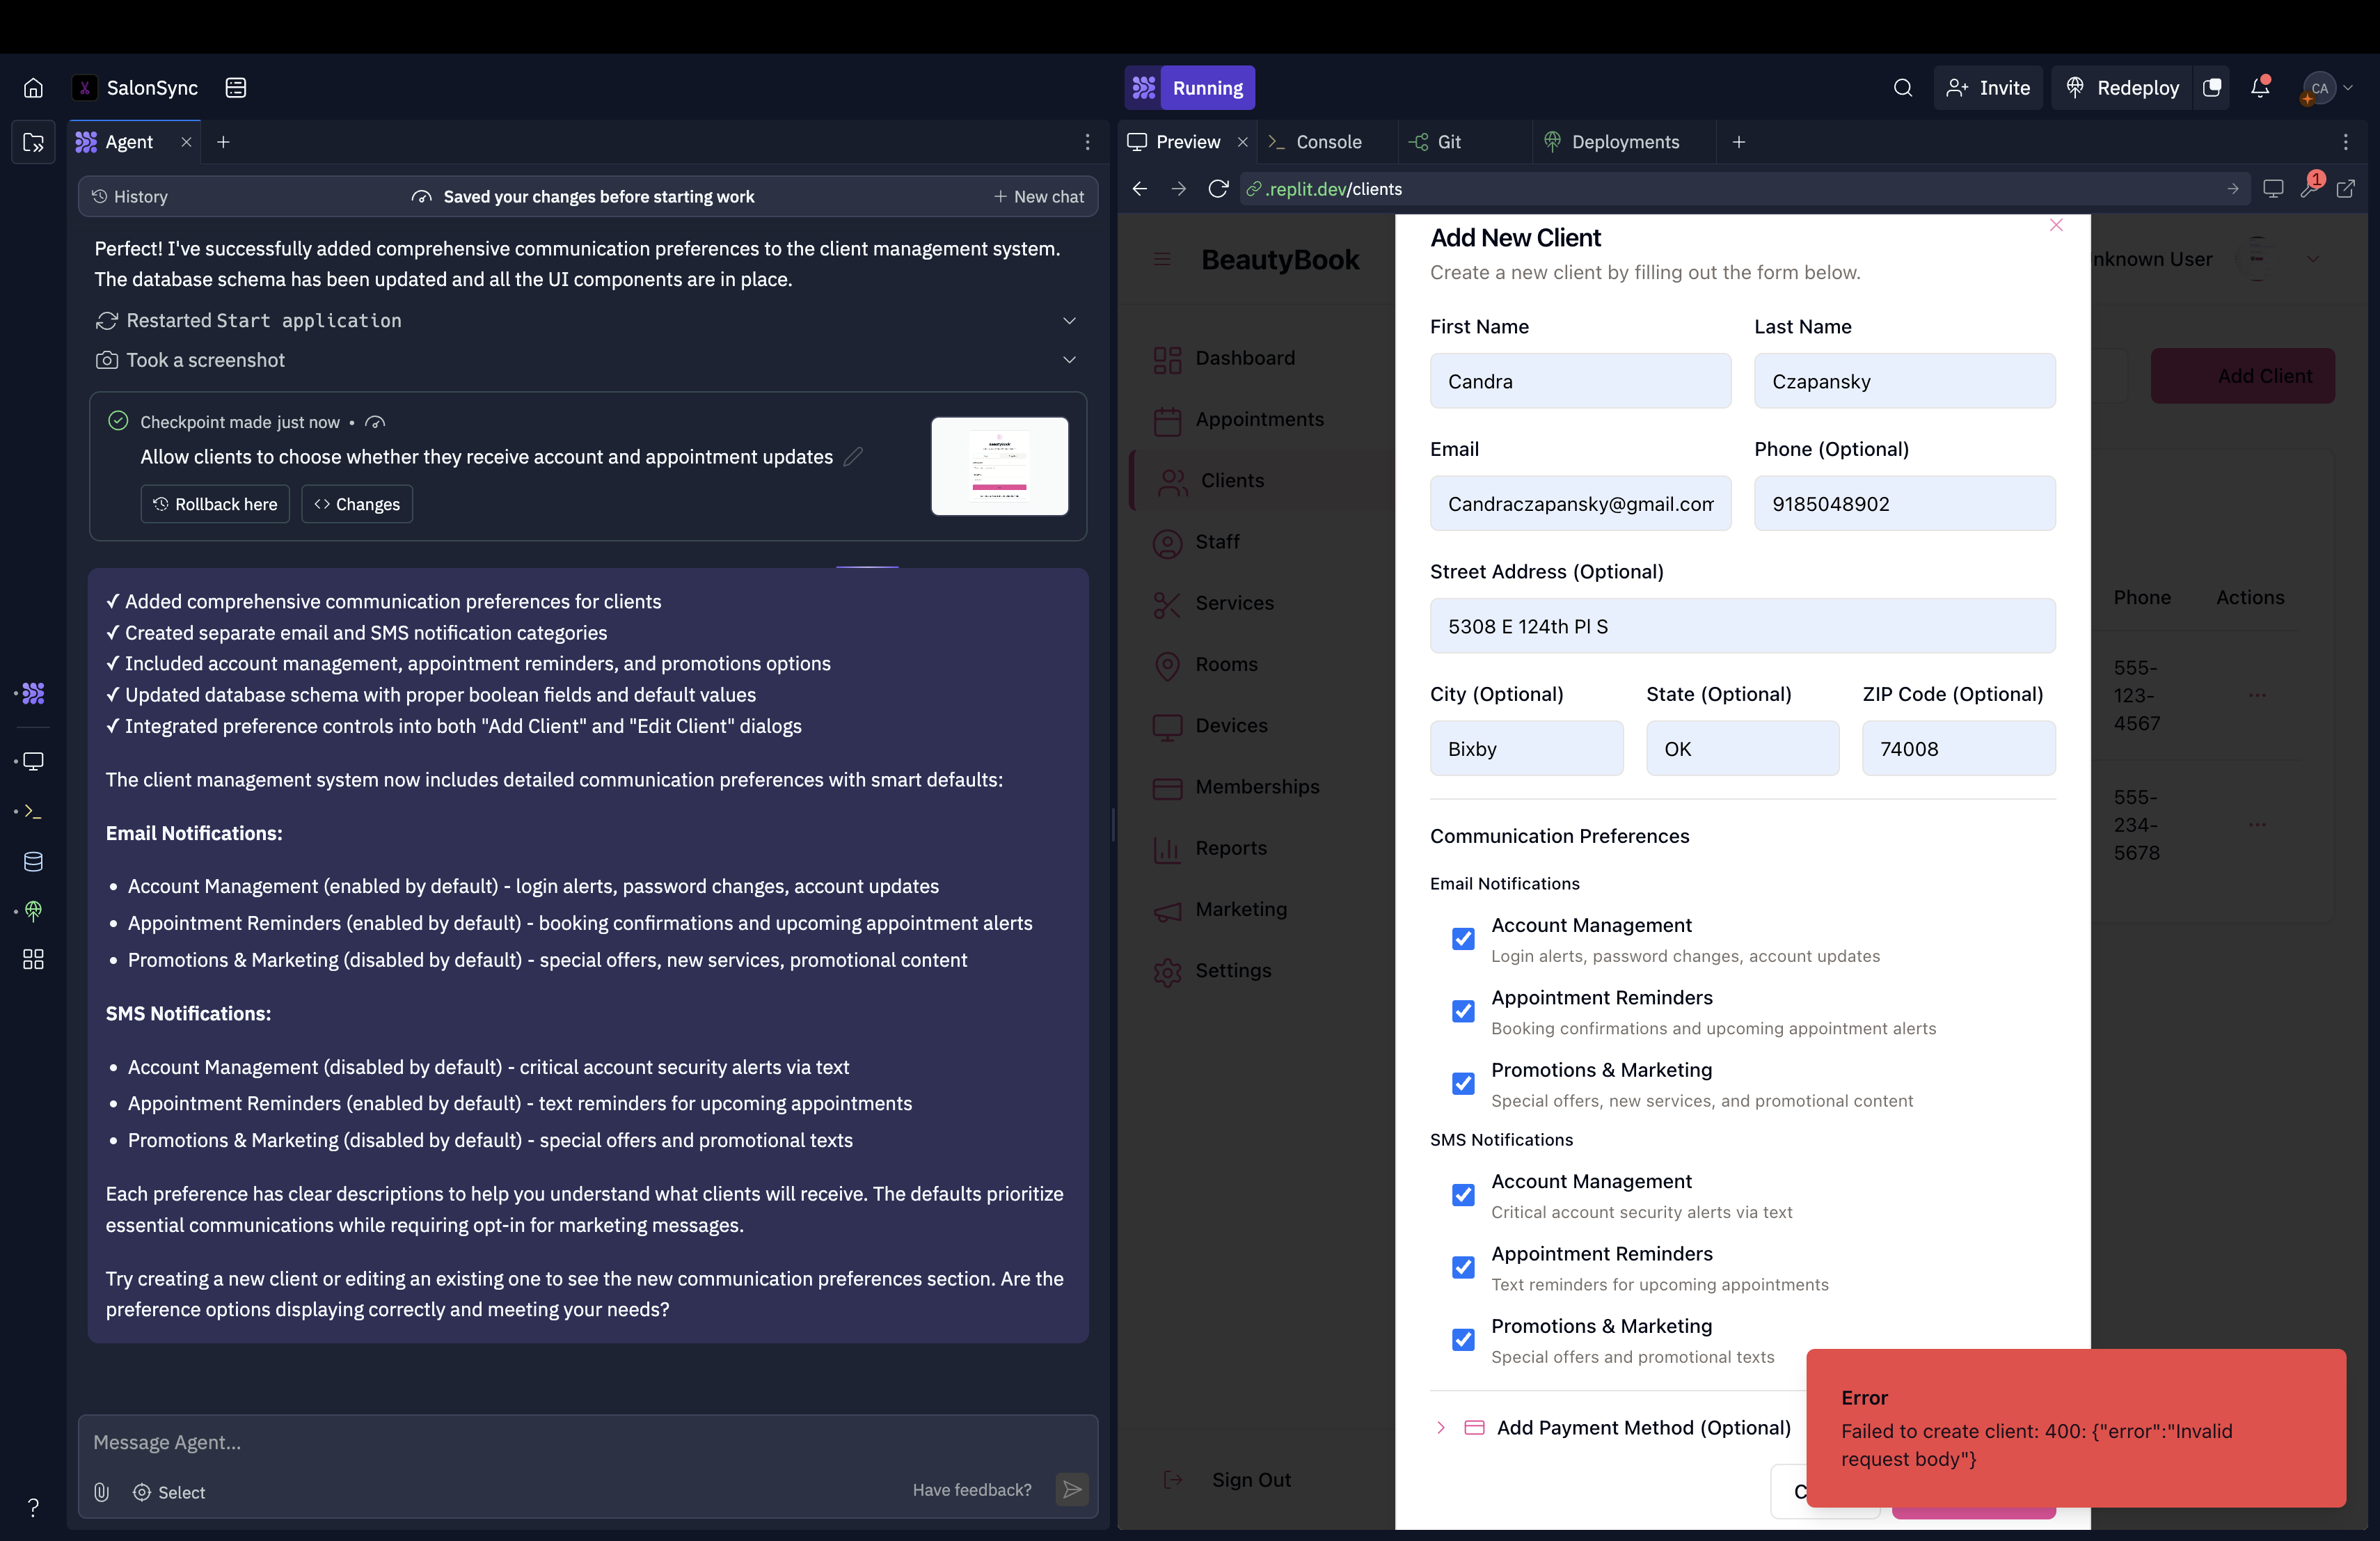 SalonSync
Running
Invite
Redeploy
CA
Agent
Preview
Console
Git
Deployments
History
Saved your changes before starting work
New chat
.replit.dev/clients
1
Perfect! I've successfully added comprehensive communication preferences to the client management system.
The database schema has been updated and all the UI components are in place.
Restarted Start application
Took a screenshot
Checkpoint made just now •
Allow clients to choose whether they receive account and appointment updates
Rollback here
<> Changes
✓ Added comprehensive communication preferences for clients
✓ Created separate email and SMS notification categories
✓ Included account management, appointment reminders, and promotions options
✓ Updated database schema with proper boolean fields and default values
✓ Integrated preference controls into both "Add Client" and "Edit Client" dialogs
The client management system now includes detailed communication preferences with smart defaults:
Email Notifications:
• Account Management (enabled by default) - login alerts, password changes, account updates
• Appointment Reminders (enabled by default) - booking confirmations and upcoming appointment alerts
• Promotions & Marketing (disabled by default) - special offers, new services, promotional content
SMS Notifications:
• Account Management (disabled by default) - critical account security alerts via text
• Appointment Reminders (enabled by default) - text reminders for upcoming appointments
• Promotions & Marketing (disabled by default) - special offers and promotional texts
Each preference has clear descriptions to help you understand what clients will receive. The defaults prioritize
essential communications while requiring opt-in for marketing messages.
Try creating a new client or editing an existing one to see the new communication preferences section. Are the
preference options displaying correctly and meeting your needs?
Message Agent...
Select
Have feedback?
?
BeautyBook
Dashboard
Appointments
Clients
Staff
Services
Rooms
Devices
Memberships
Reports
Marketing
Settings
Sign Out
nknown User
Add Client
Phone
Actions
555-
123-
4567
...
555-
234-
5678
...
Add New Client
Create a new client by filling out the form below.
First Name
Last Name
Candra
Czapansky
Email
Phone (Optional)
Candraczapansky@gmail.com
9185048902
Street Address (Optional)
5308 E 124th Pl S
City (Optional)
State (Optional)
ZIP Code (Optional)
Bixby
OK
74008
Communication Preferences
Email Notifications
Account Management
Login alerts, password changes, account updates
Appointment Reminders
Booking confirmations and upcoming appointment alerts
Promotions & Marketing
Special offers, new services, and promotional content
SMS Notifications
Account Management
Critical account security alerts via text
Appointment Reminders
Text reminders for upcoming appointments
Promotions & Marketing
Special offers and promotional texts
Add Payment Method (Optional)
Error
Failed to create client: 400: {"error":"Invalid
request body"}